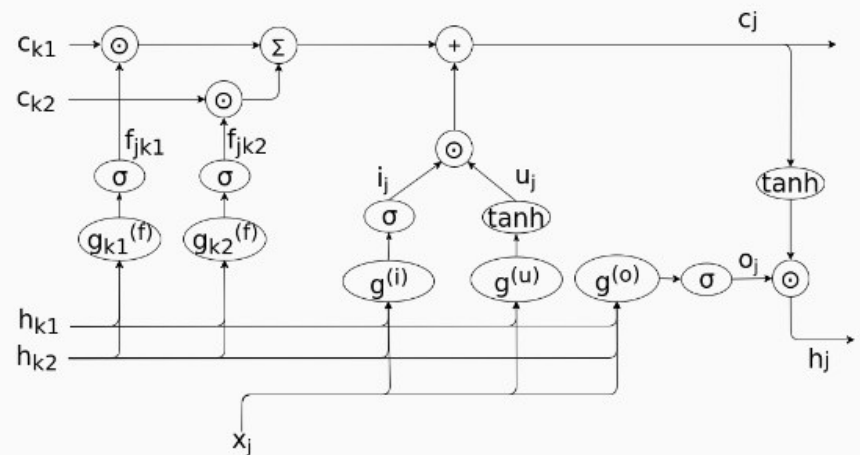 c_k1 ⊙ Σ + c_j
c_k2 ⊙
f_jk1 f_jk2 ⊙
σ σ i_j u_j tanh
σ tanh
g_k1^(f) g_k2^(f) o_j
g^(i) g^(u) g^(o) σ ⊙
h_k1
h_k2 h_j
x_j